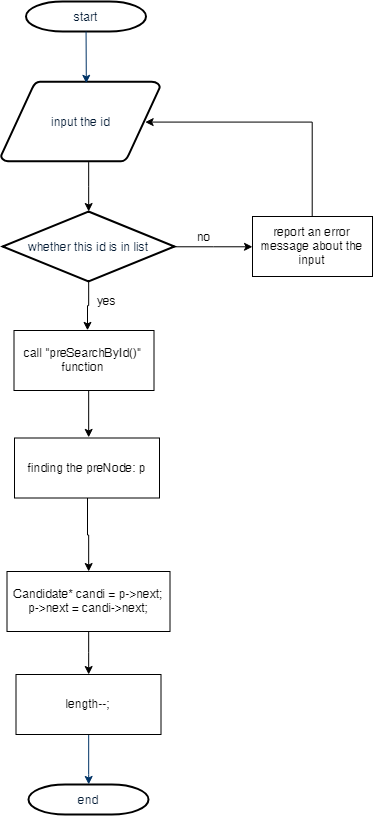 start
input the id
whether this id is in list
no
report an error
message about the
input
yes
call "preSearchById()"
function
finding the preNode: p
Candidate* candi = p->next;
p->next = candi->next;
length--;
end